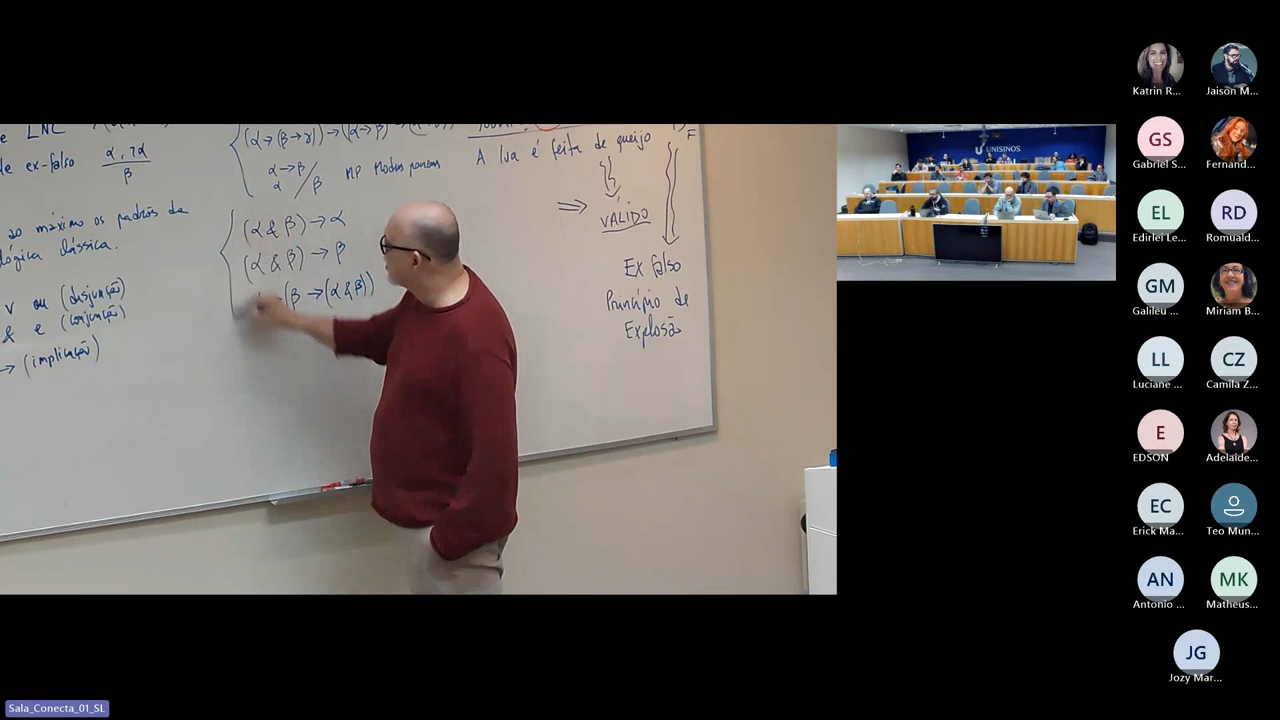 e LNC
de ex-falso α, ¬α
β
ao máximo os padrões da
lógica clássica.
v ou (disjunção)
& e (conjunção)
→ (implicação)
(α→(β→γ))→((α→β)→
α→β
α / β MP Modus ponens
(α & β) → α
(α & β) → β
(β →(α & β))
A lua é feita de queijo
F
⇒ VÁLIDO
Ex falso
Princípio de
Explosão
UNISINOS
Katrin R...
Jaison M...
GS
Gabriel S...
Fernand...
EL
Edirlei Le...
RD
Romuald...
GM
Galileu ...
Miriam B...
LL
Luciane ...
CZ
Camila Z...
E
EDSON
Adelaide...
EC
Erick Ma...
Teo Mun...
AN
Antonio ...
MK
Matheus...
JG
Jozy Mar...
Sala_Conecta_01_SL